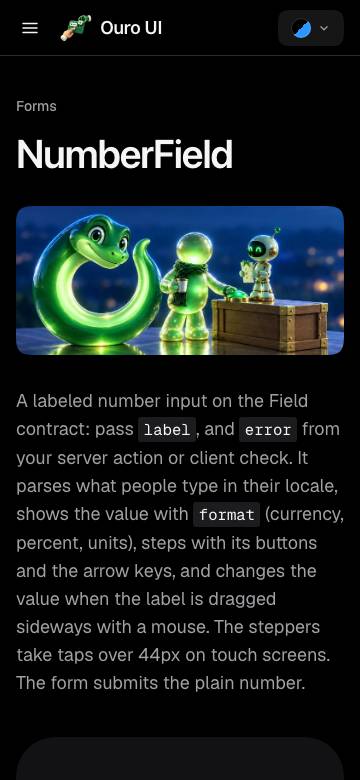 Ouro UI
Forms
NumberField
A labeled number input on the Field
contract: pass label, and error from
your server action or client check. It
parses what people type in their locale,
shows the value with format (currency,
percent, units), steps with its buttons
and the arrow keys, and changes the
value when the label is dragged
sideways with a mouse. The steppers
take taps over 44px on touch screens.
The form submits the plain number.